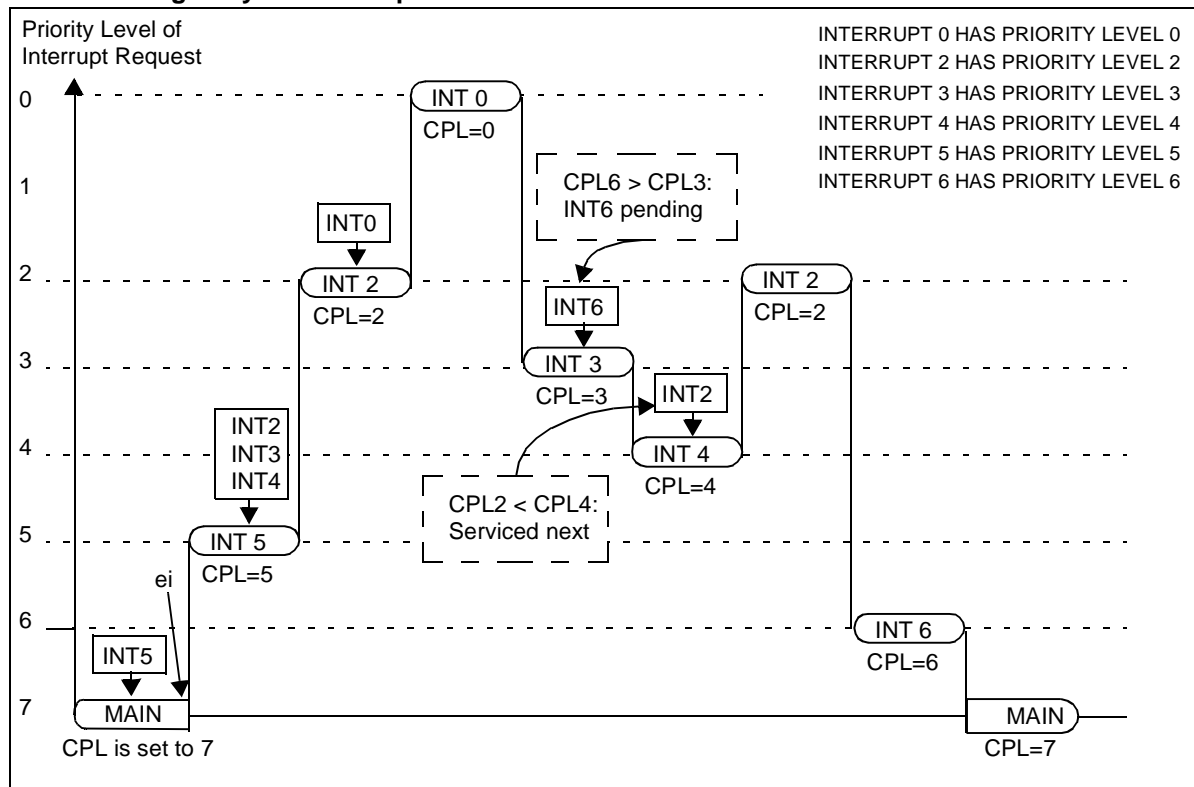 Priority Level of
Interrupt Request
INTERRUPT 0 HAS PRIORITY LEVEL 0
INTERRUPT 2 HAS PRIORITY LEVEL 2
INTERRUPT 3 HAS PRIORITY LEVEL 3
INTERRUPT 4 HAS PRIORITY LEVEL 4
INTERRUPT 5 HAS PRIORITY LEVEL 5
INTERRUPT 6 HAS PRIORITY LEVEL 6
0
INT 0
CPL=0
1
CPL6 > CPL3:
INT6 pending
INT0
2
INT 2
CPL=2
INT 2
CPL=2
INT6
3
INT 3
CPL=3
INT2
INT2
INT3
INT4
4
INT 4
CPL=4
CPL2 < CPL4:
Serviced next
5
INT 5
CPL=5
ei
6
INT 6
CPL=6
INT5
7
MAIN
CPL is set to 7
MAIN
CPL=7